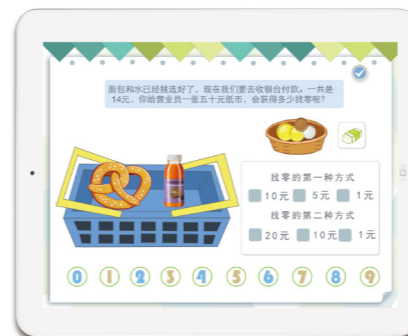 面包和水已经挑选好了，现在我们要去收银台付款。一共是
14元，你给营业员一张五十元纸币，会获得多少找零呢？
找零的第一种方式
10元 5元 1元
找零的第二种方式
20元 10元 1元
0 1 2 3 4 5 6 7 8 9